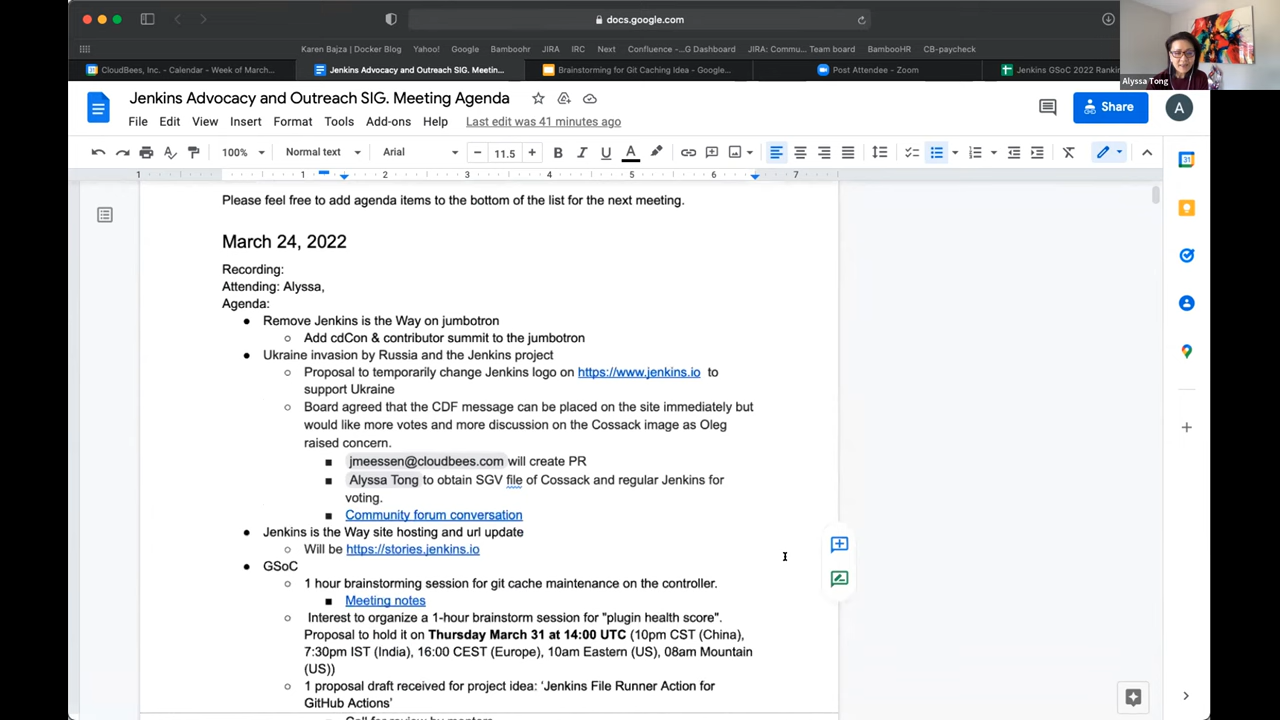 docs.google.com
Karen Bajza | Docker Blog Yahoo! Google Bamboohr JIRA IRC Next Confluence -...G Dashboard JIRA: Commu... Team board BambooHR CB-paycheck
CloudBees, Inc. - Calendar - Week of March... Jenkins Advocacy and Outreach SIG. Meetin... Brainstorming for Git Caching Idea - Google... Post Attendee - Zoom Jenkins GSoC 2022 Rankin
Alyssa Tong
Jenkins Advocacy and Outreach SIG. Meeting Agenda
Share
A
File Edit View Insert Format Tools Add-ons Help Last edit was 41 minutes ago
100% Normal text Arial 11.5 B I U A
1 1 2 3 4 5 6 7
Please feel free to add agenda items to the bottom of the list for the next meeting.
March 24, 2022
Recording:
Attending: Alyssa,
Agenda:
Remove Jenkins is the Way on jumbotron
Add cdCon & contributor summit to the jumbotron
Ukraine invasion by Russia and the Jenkins project
Proposal to temporarily change Jenkins logo on https://www.jenkins.io to
support Ukraine
Board agreed that the CDF message can be placed on the site immediately but
would like more votes and more discussion on the Cossack image as Oleg
raised concern.
jmeessen@cloudbees.com will create PR
Alyssa Tong to obtain SGV file of Cossack and regular Jenkins for
voting.
Community forum conversation
Jenkins is the Way site hosting and url update
Will be https://stories.jenkins.io
GSoC
1 hour brainstorming session for git cache maintenance on the controller.
Meeting notes
Interest to organize a 1-hour brainstorm session for "plugin health score".
Proposal to hold it on Thursday March 31 at 14:00 UTC (10pm CST (China),
7:30pm IST (India), 16:00 CEST (Europe), 10am Eastern (US), 08am Mountain
(US))
1 proposal draft received for project idea: 'Jenkins File Runner Action for
GitHub Actions'
Call for review by mentors